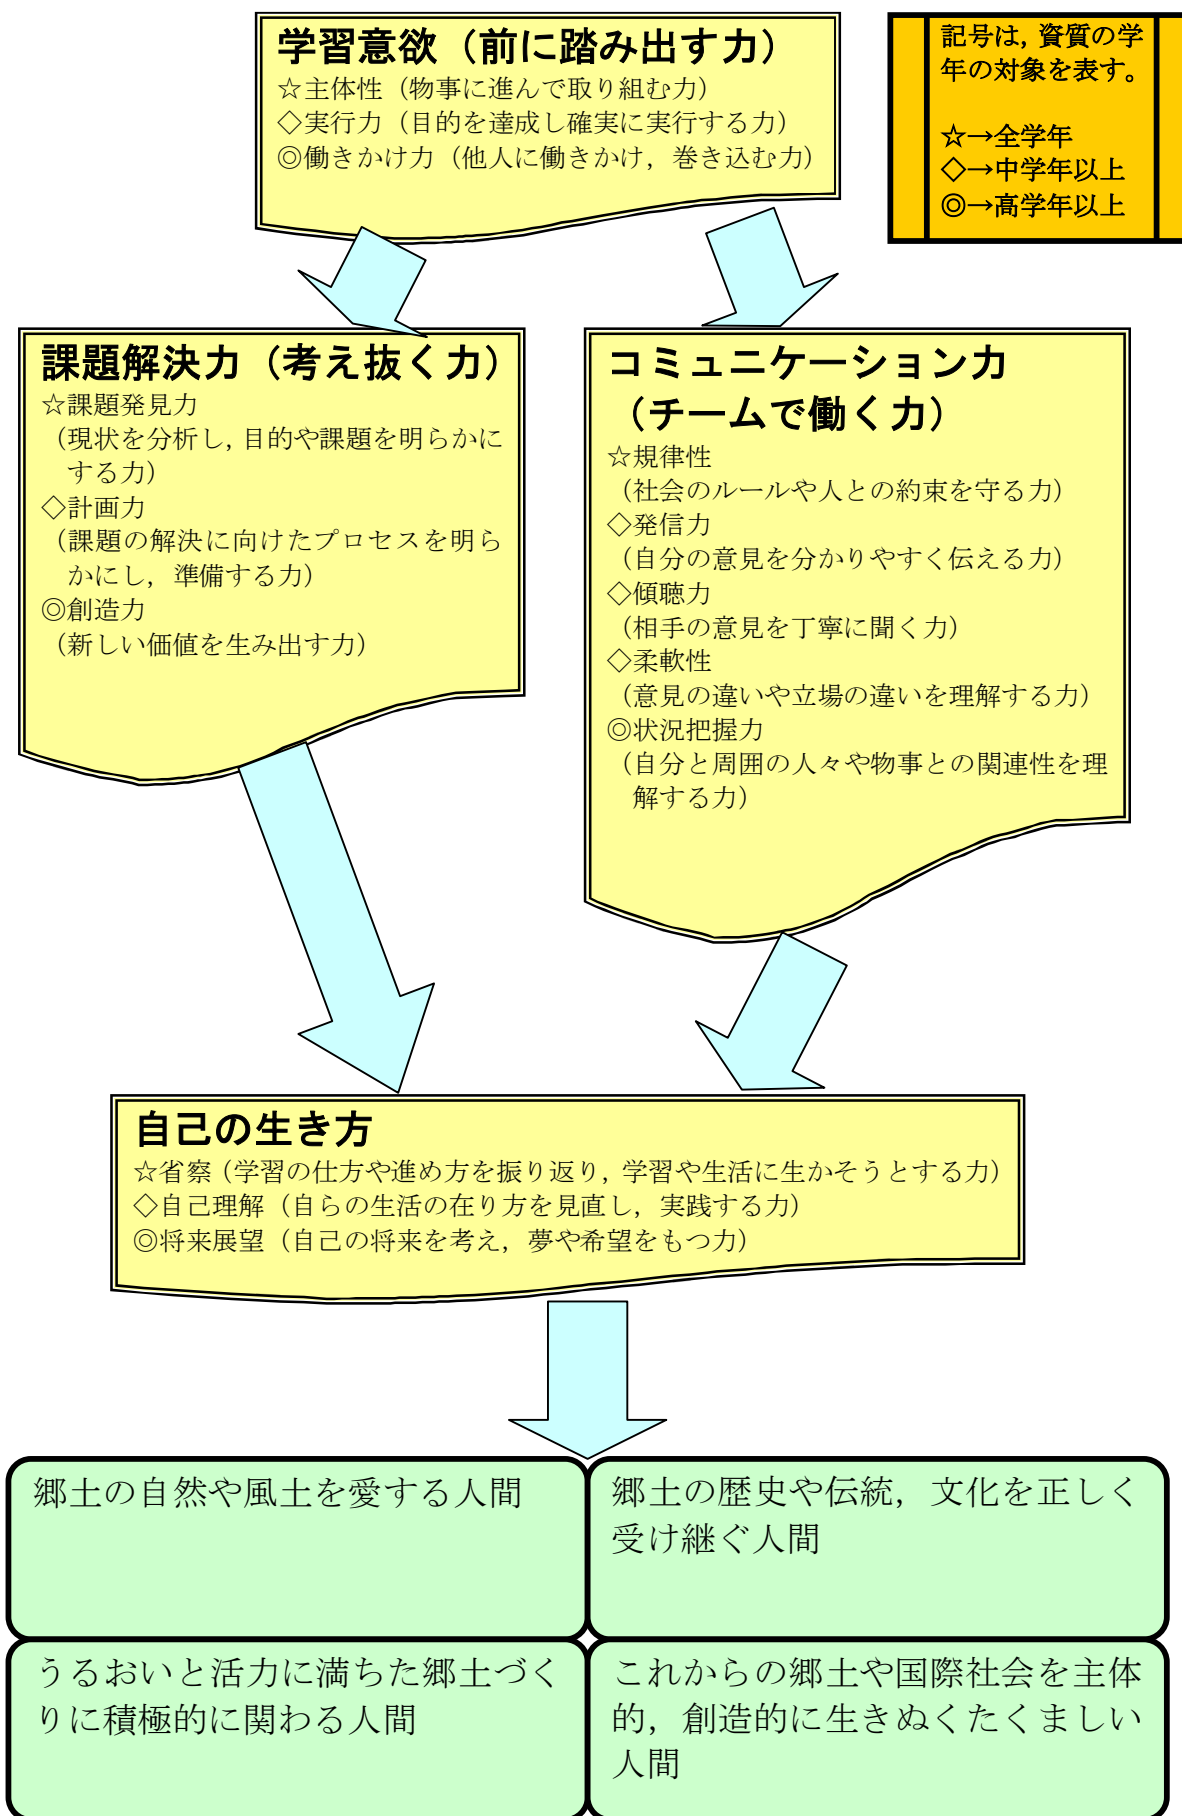 学習意欲（前に踏み出す力）
☆主体性（物事に進んで取り組む力）
◇実行力（目的を達成し確実に実行する力）
◎働きかけ力（他人に働きかけ，巻き込む力）
記号は，資質の学
年の対象を表す。
☆→全学年
◇→中学年以上
◎→高学年以上
課題解決力（考え抜く力）
☆課題発見力
（現状を分析し，目的や課題を明らかに
する力）
◇計画力
（課題の解決に向けたプロセスを明ら
かにし，準備する力）
◎創造力
（新しい価値を生み出す力）
コミュニケーション力
（チームで働く力）
☆規律性
（社会のルールや人との約束を守る力）
◇発信力
（自分の意見を分かりやすく伝える力）
◇傾聴力
（相手の意見を丁寧に聞く力）
◇柔軟性
（意見の違いや立場の違いを理解する力）
◎状況把握力
（自分と周囲の人々や物事との関連性を理
解する力）
自己の生き方
☆省察（学習の仕方や進め方を振り返り，学習や生活に生かそうとする力）
◇自己理解（自らの生活の在り方を見直し，実践する力）
◎将来展望（自己の将来を考え，夢や希望をもつ力）
郷土の自然や風土を愛する人間
郷土の歴史や伝統，文化を正しく
受け継ぐ人間
うるおいと活力に満ちた郷土づく
りに積極的に関わる人間
これからの郷土や国際社会を主体
的，創造的に生きぬくたくましい
人間